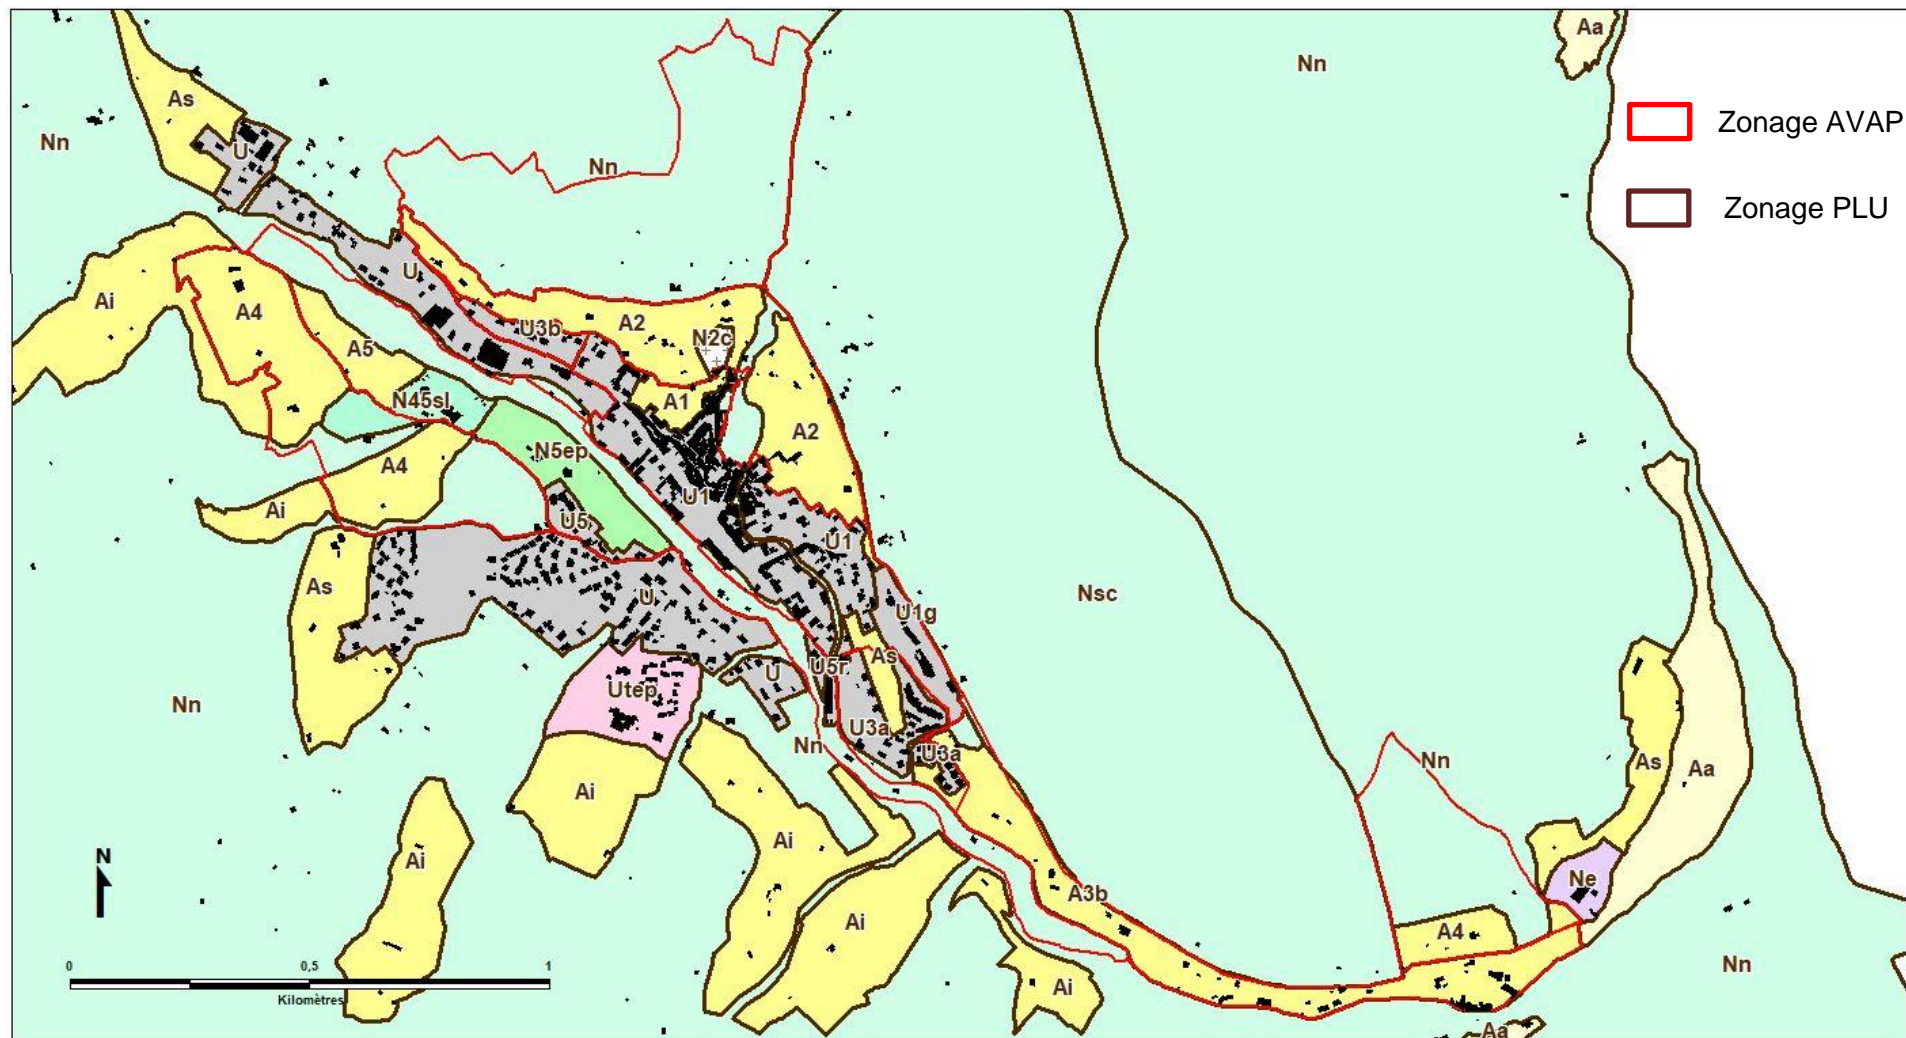 Aa
Nn
As
Zonage AVAP
Nn
U
Nn
Zonage PLU
U
Ai
A4
U3b
A2
N2c
A5
N45sl
A1
A2
A4
N5ep
U1
Ai
U5
U1
As
U
Nsc
U1g
As
U5r
U
Utep
Nn
U3a
Nn
U3a
Nn
As
Aa
Ai
Ai
Ai
N
Ne
A3b
Ai
A4
Nn
0
0,5
1
Ai
Kilomètres
Aa